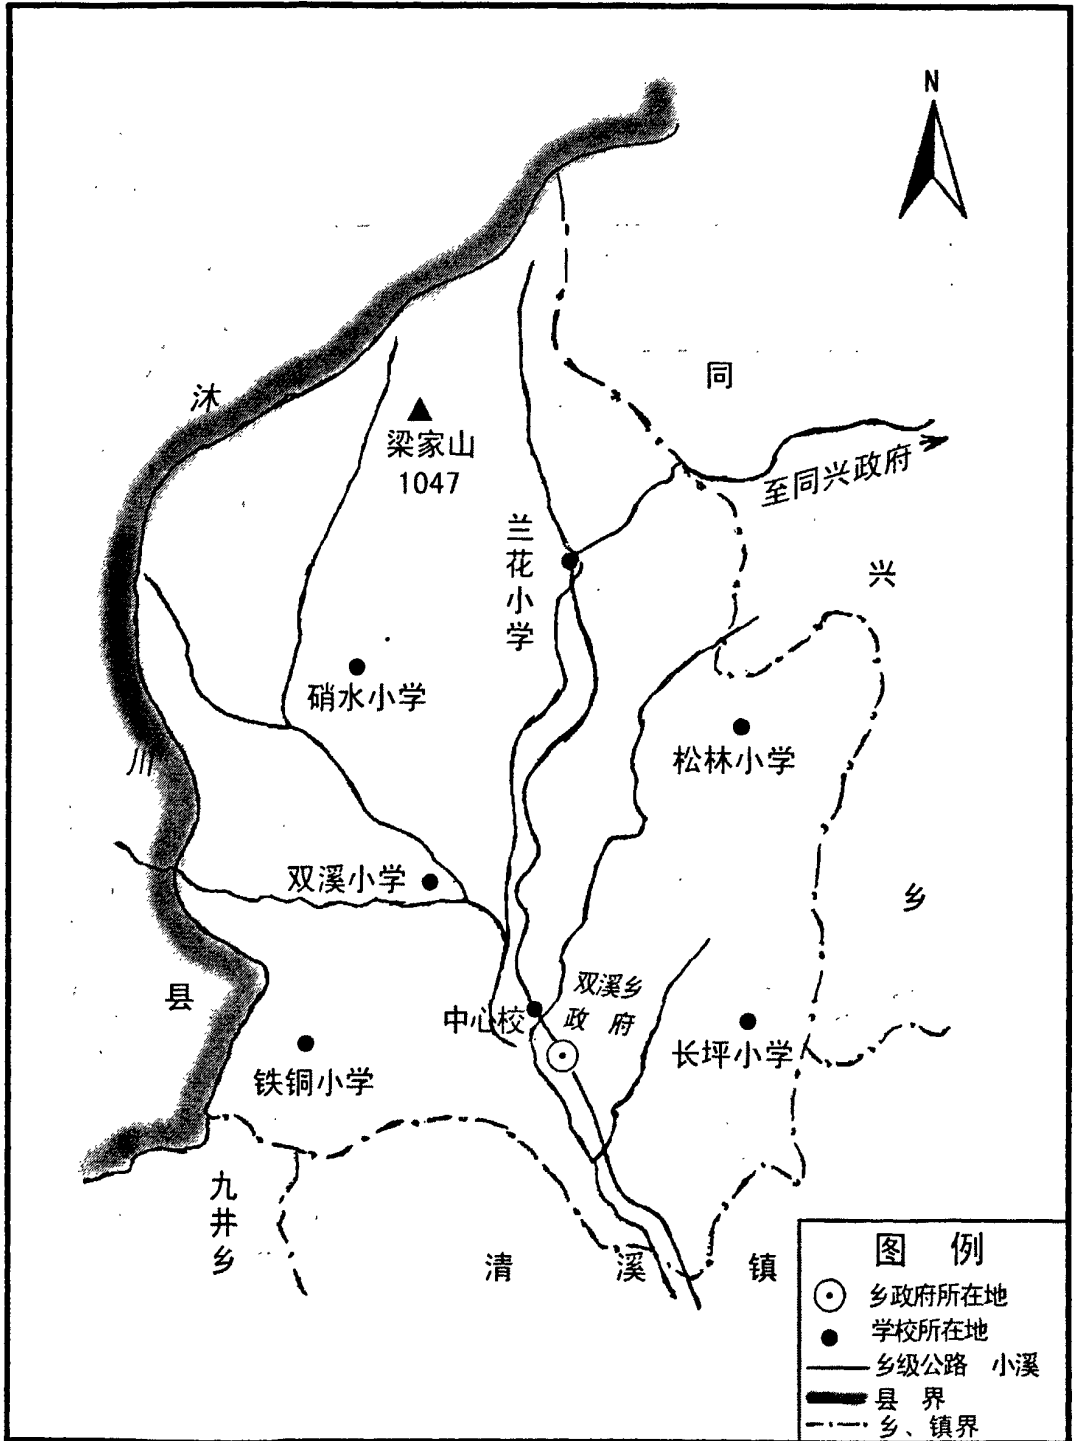 N
沐
川
县
同
兴
乡
至同兴政府
梁家山
1047
兰花小学
硝水小学
松林小学
双溪小学
双溪乡
政府
中心校
长坪小学
铁铜小学
九井乡
清溪镇
图例
乡政府所在地
学校所在地
乡级公路 小溪
县界
乡、镇界